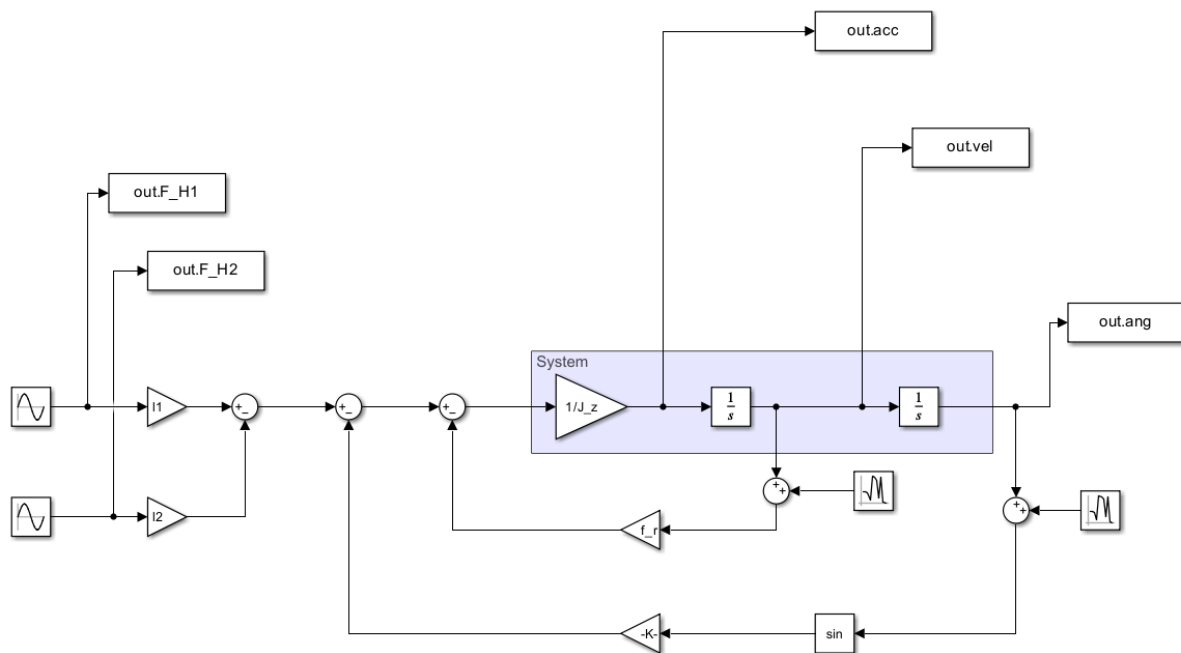 out.acc
out.vel
out.F_H1
out.F_H2
out.ang
System
l1
+
-
+
-
+
-
1/J_z
1
s
1
s
l2
+
+
+
+
f_r
-K-
sin